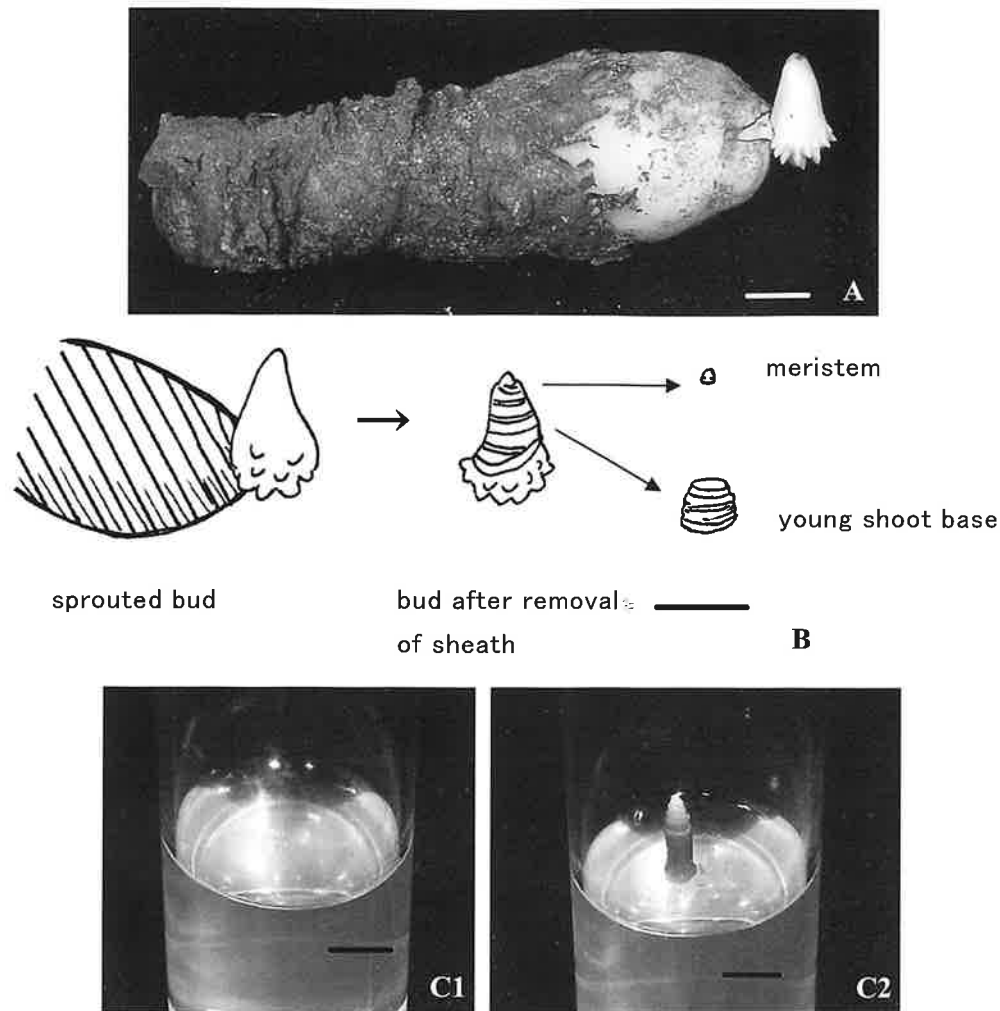 A
meristem
young shoot base
sprouted bud
bud after removal
of sheath
B
C1
C2